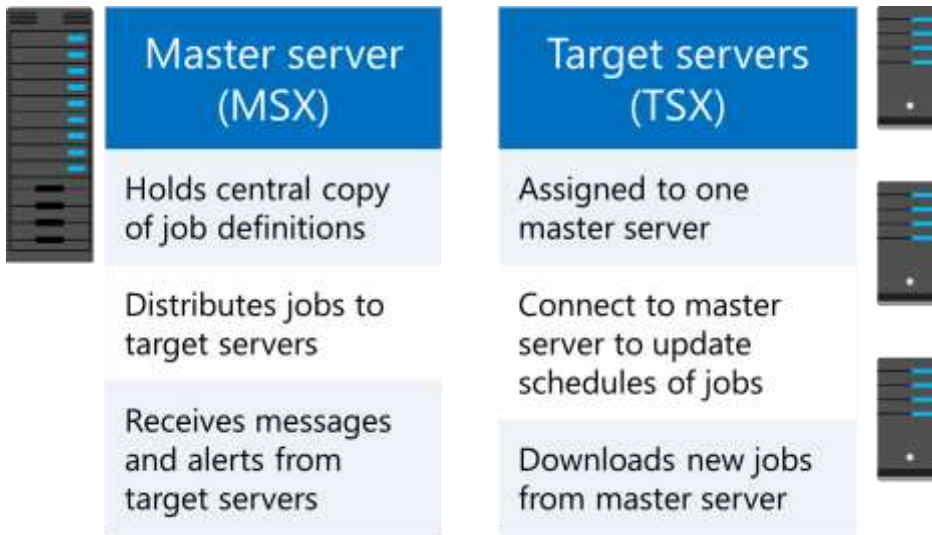 Master server
(MSX)
Holds central copy
of job definitions
Distributes jobs to
target servers
Receives messages
and alerts from
target servers
Target servers
(TSX)
Assigned to one
master server
Connect to master
server to update
schedules of jobs
Downloads new jobs
from master server